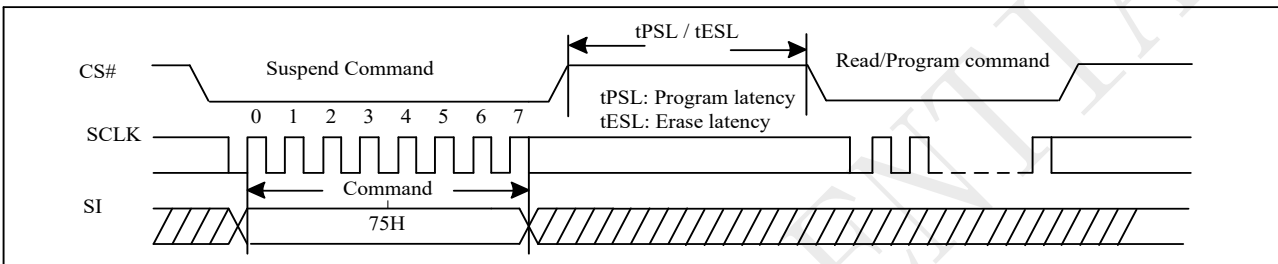 tPSL / tESL
CS#
Suspend Command
Read/Program command
tPSL: Program latency
tESL: Erase latency
0 1 2 3 4 5 6 7
SCLK
Command
SI
75H